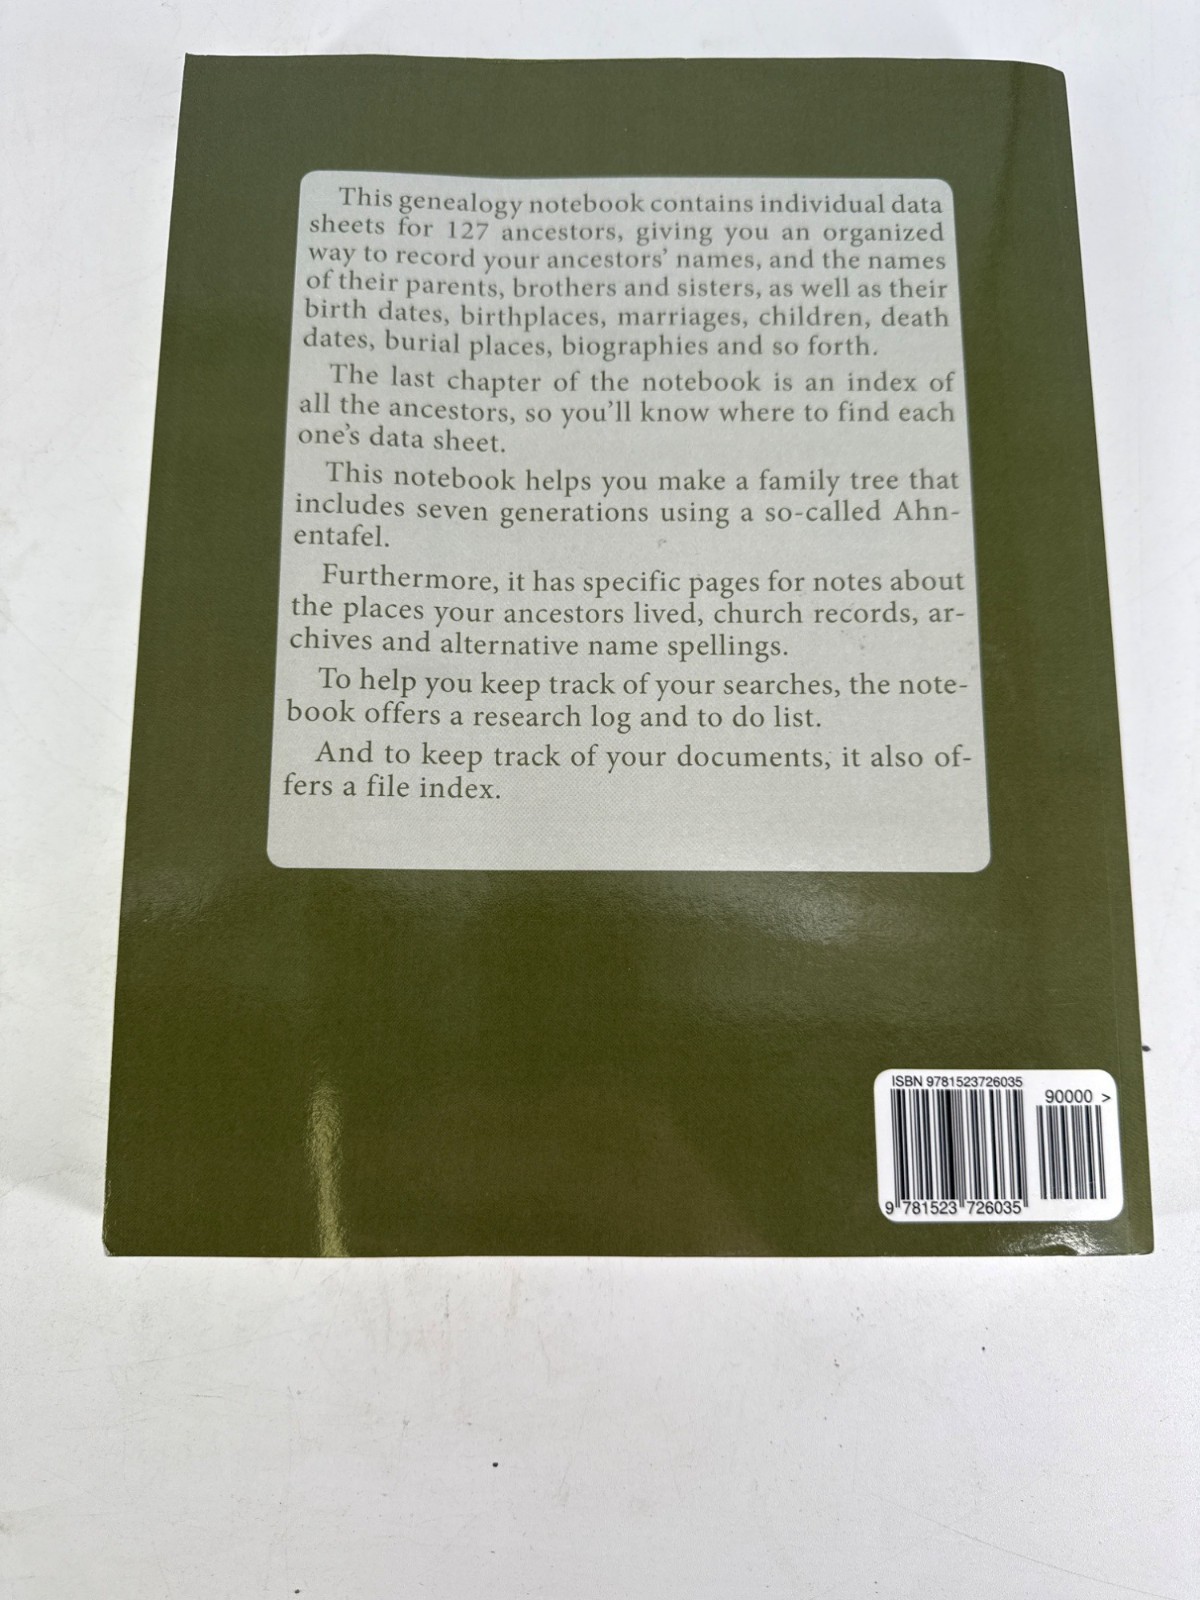 This genealogy notebook contains individual data
sheets for 127 ancestors, giving you an organized
way to record your ancestors’ names, and the names
of their parents, brothers and sisters, as well as their
birth dates, birthplaces, marriages, children, death
dates, burial places, biographies and so forth.
The last chapter of the notebook is an index of
all the ancestors, so you’ll know where to find each
one’s data sheet.
This notebook helps you make a family tree that
includes seven generations using a so-called Ahn-
entafel.
Furthermore, it has specific pages for notes about
the places your ancestors lived, church records, ar-
chives and alternative name spellings.
To help you keep track of your searches, the note-
book offers a research log and to do list.
And to keep track of your documents, it also of-
fers a file index.
ISBN 9781523726035
90000 >
9 781523 726035